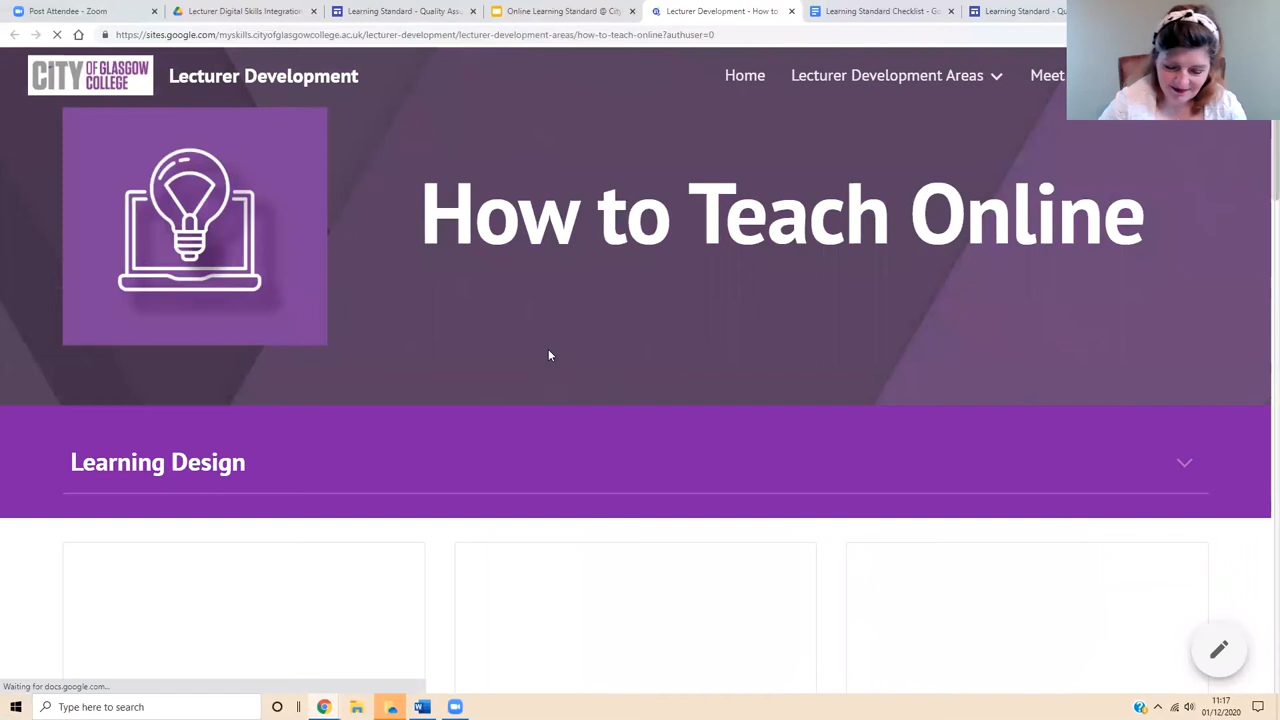 Post Attendee - Zoom
Lecturer Digital Skills Integration
Learning Standard - Quality Ass
Online Learning Standard @ City
Lecturer Development - How to
Learning Standard Checklist - Go
Learning Standard - Qu
https://sites.google.com/myskills.cityofglasgowcollege.ac.uk/lecturer-development/lecturer-development-areas/how-to-teach-online?authuser=0
CITY OF GLASGOW COLLEGE
Lecturer Development
Home
Lecturer Development Areas
Meet
How to Teach Online
Learning Design
Waiting for docs.google.com...
Type here to search
11:17
01/12/2020